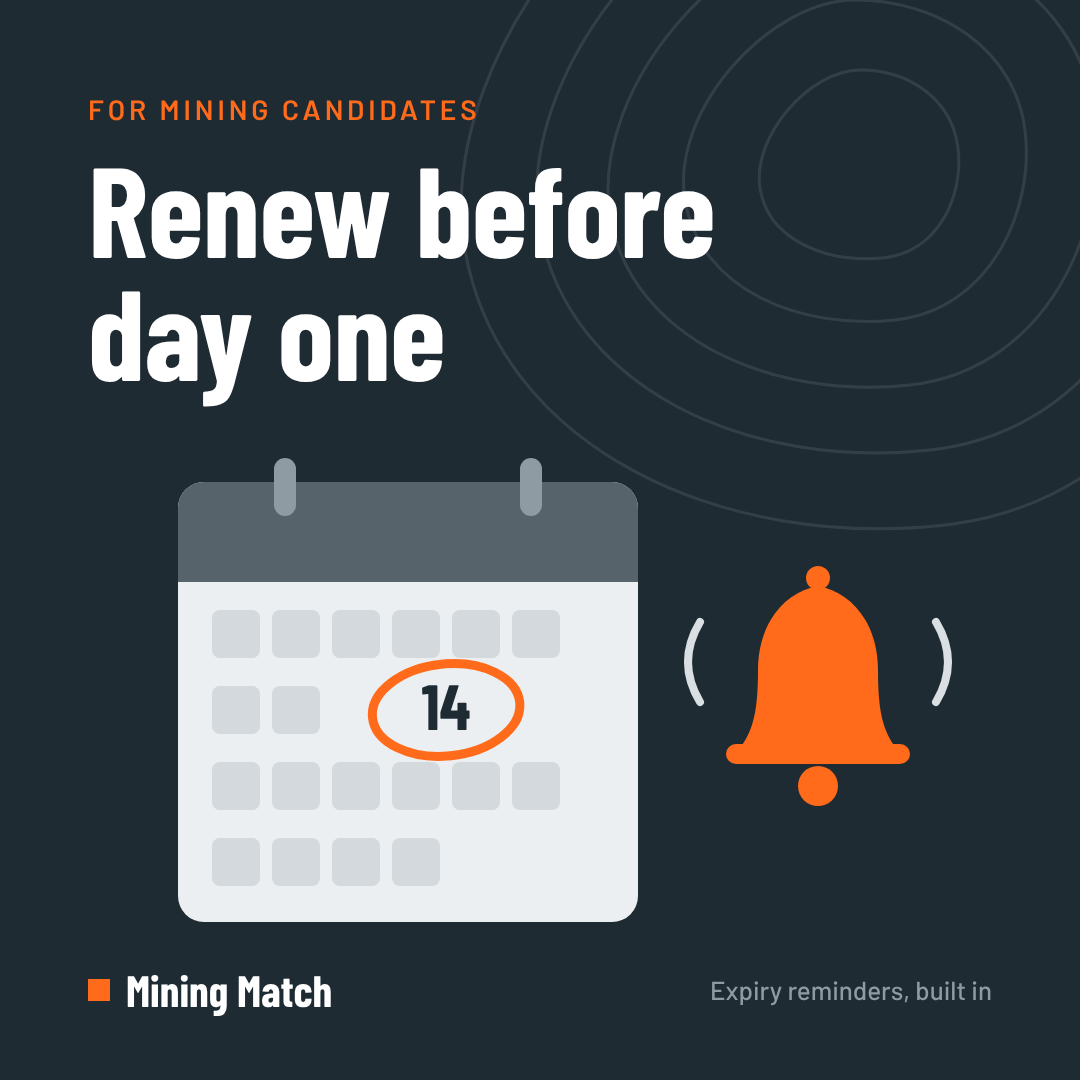 FOR MINING CANDIDATES
Renew before
day one
14
Mining Match
Expiry reminders, built in